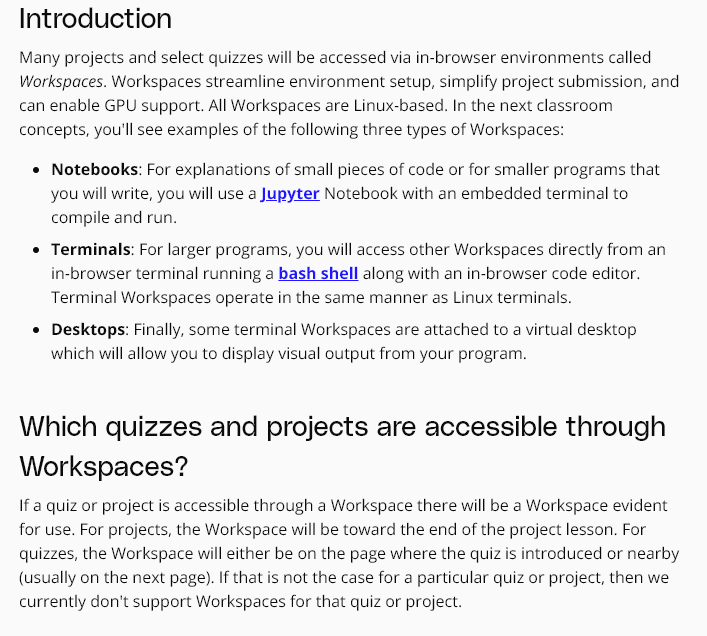 Introduction
Many projects and select quizzes will be accessed via in-browser environments called
Workspaces. Workspaces streamline environment setup, simplify project submission, and
can enable GPU support. All Workspaces are Linux-based. In the next classroom
concepts, you'll see examples of the following three types of Workspaces:
• Notebooks: For explanations of small pieces of code or for smaller programs that
you will write, you will use a Jupyter Notebook with an embedded terminal to
compile and run.
• Terminals: For larger programs, you will access other Workspaces directly from an
in-browser terminal running a bash shell along with an in-browser code editor.
Terminal Workspaces operate in the same manner as Linux terminals.
• Desktops: Finally, some terminal Workspaces are attached to a virtual desktop
which will allow you to display visual output from your program.
Which quizzes and projects are accessible through
Workspaces?
If a quiz or project is accessible through a Workspace there will be a Workspace evident
for use. For projects, the Workspace will be toward the end of the project lesson. For
quizzes, the Workspace will either be on the page where the quiz is introduced or nearby
(usually on the next page). If that is not the case for a particular quiz or project, then we
currently don't support Workspaces for that quiz or project.